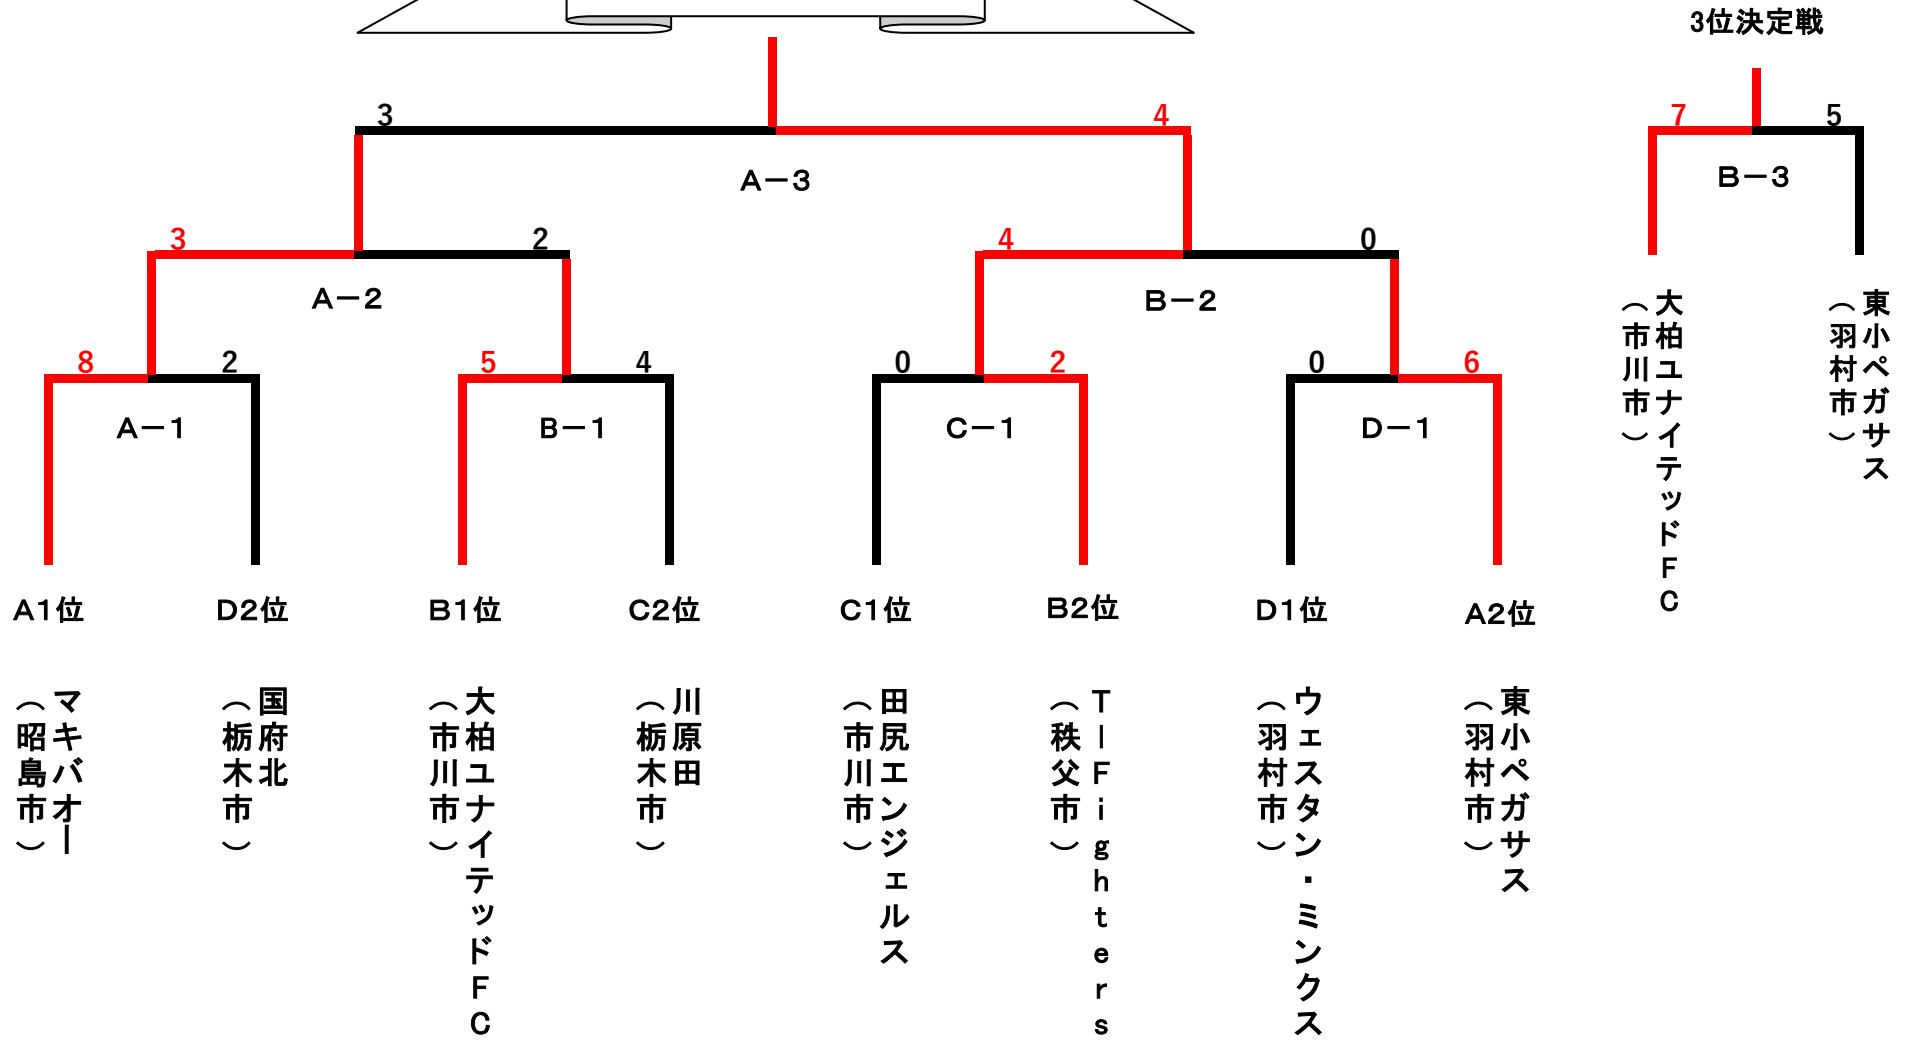 3位決定戦
3
4
7
5
A－3
B－3
3
2
4
0
A－2
B－2
大柏ユナイテッドFC
（市川市）
東小ペガサス
（羽村市）
8
2
5
4
0
2
0
6
A－1
B－1
C－1
D－1
A1位
D2位
B1位
C2位
C1位
B2位
D1位
A2位
マキバオー
（昭島市）
国府北
（栃木市）
大柏ユナイテッドFC
（市川市）
川原田
（栃木市）
田尻エンジェルス
（市川市）
TIFighters
（秩父市）
ウェスタン・ミンクス
（羽村市）
東小ペガサス
（羽村市）